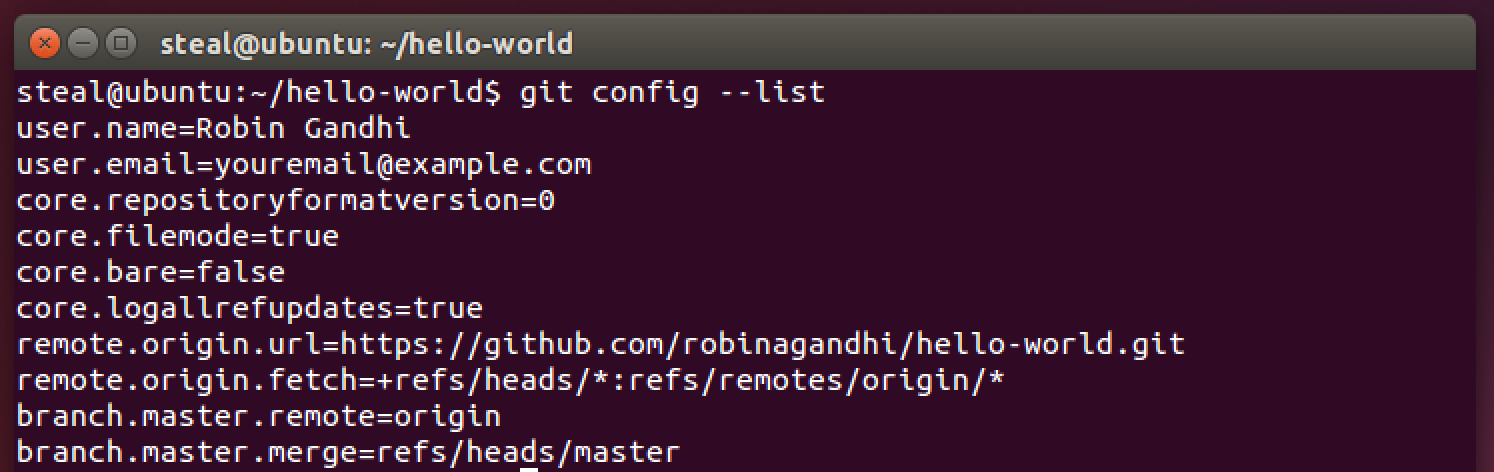 steal@ubuntu: ~/hello-world
steal@ubuntu:~/hello-world$ git config --list
user.name=Robin Gandhi
user.email=youremail@example.com
core.repositoryformatversion=0
core.filemode=true
core.bare=false
core.logallrefupdates=true
remote.origin.url=https://github.com/robinagandhi/hello-world.git
remote.origin.fetch=+refs/heads/*:refs/remotes/origin/*
branch.master.remote=origin
branch.master.merge=refs/heads/master